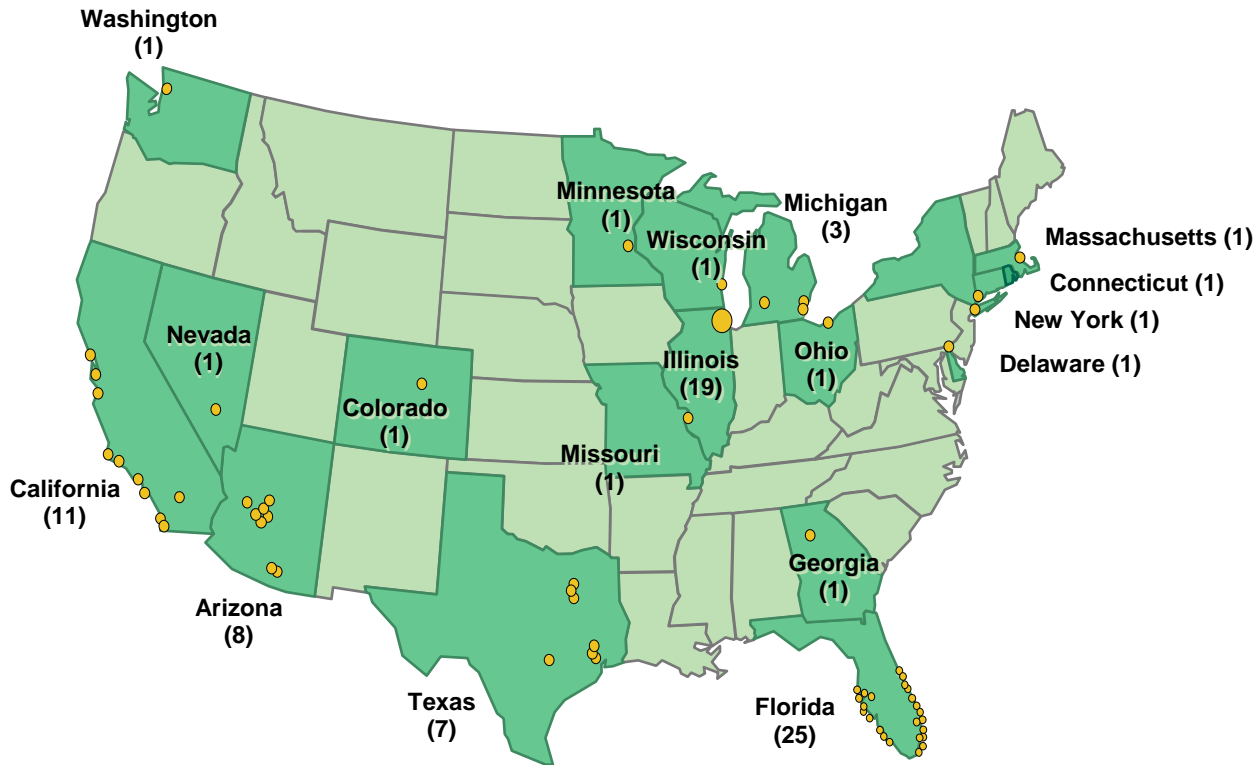 Washington
(1)
Minnesota
(1)
Michigan
(3)
Wisconsin
(1)
Massachusetts (1)
Connecticut (1)
New York (1)
Delaware (1)
Nevada
(1)
Illinois
(19)
Ohio
(1)
Colorado
(1)
Missouri
(1)
California
(11)
Georgia
(1)
Arizona
(8)
Texas
(7)
Florida
(25)